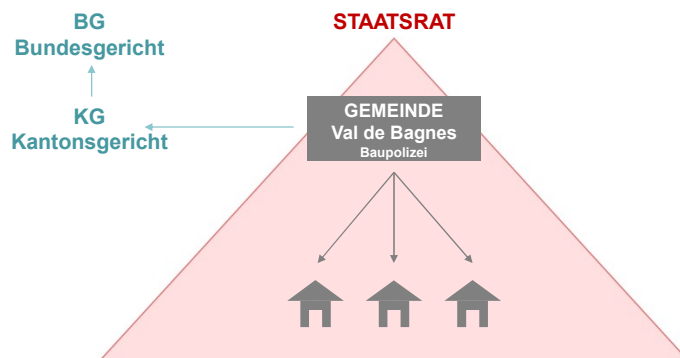 BG
Bundesgericht
KG
Kantonsgericht
STAATSRAT
GEMEINDE
Val de Bagnes
Baupolizei